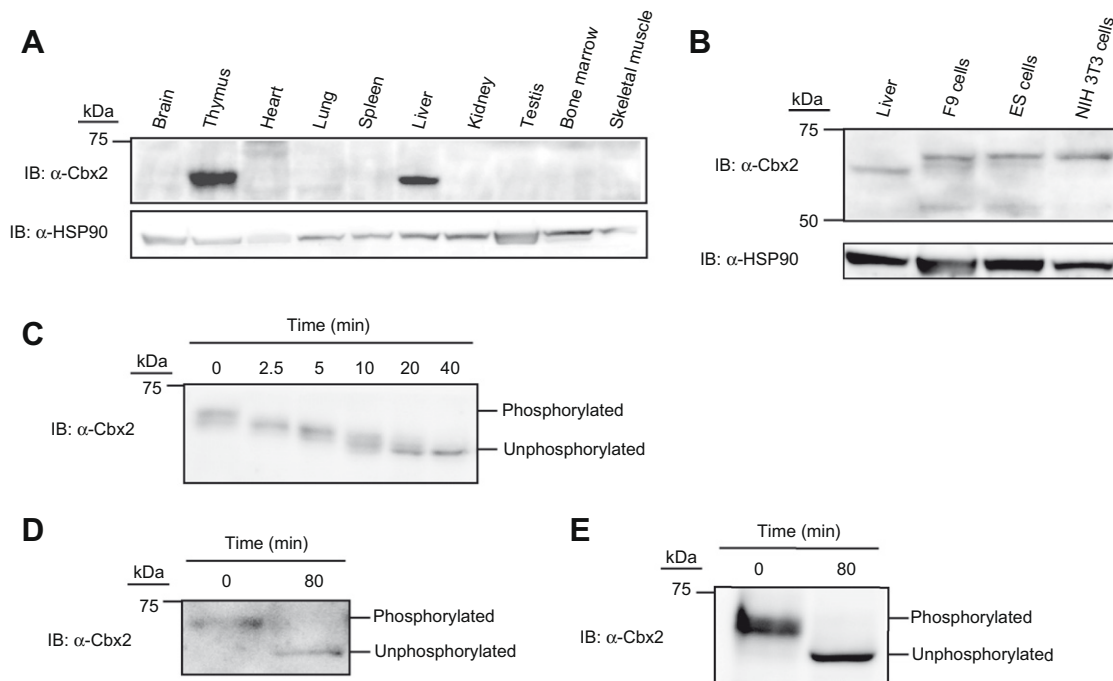 A
kDa
Brain
Thymus
Heart
Lung
Spleen
Liver
Kidney
Testis
Bone marrow
Skeletal muscle
75
IB: α-Cbx2
IB: α-HSP90
B
kDa
Liver
F9 cells
ES cells
NIH 3T3 cells
75
IB: α-Cbx2
50
IB: α-HSP90
C
Time (min)
kDa
0 2.5 5 10 20 40
75
Phosphorylated
IB: α-Cbx2
Unphosphorylated
D
Time (min)
kDa
0 80
75
Phosphorylated
IB: α-Cbx2
Unphosphorylated
E
Time (min)
kDa
0 80
75
Phosphorylated
IB: α-Cbx2
Unphosphorylated